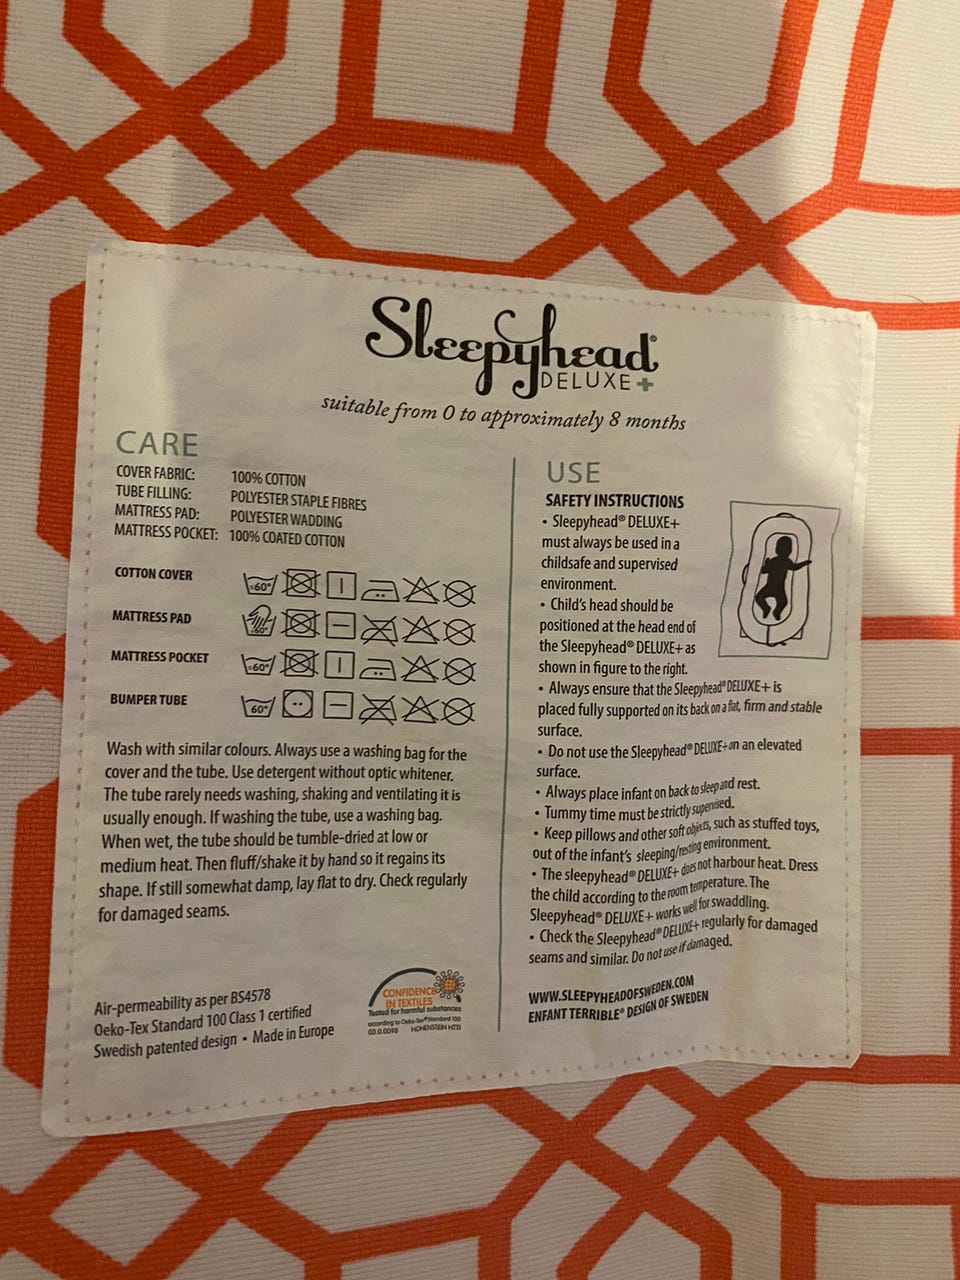 Sleepyhead®
DELUXE+
suitable from 0 to approximately 8 months
CARE
COVER FABRIC: 100% COTTON
TUBE FILLING: POLYESTER STAPLE FIBRES
MATTRESS PAD: POLYESTER WADDING
MATTRESS POCKET: 100% COATED COTTON
COTTON COVER
60°
MATTRESS PAD
60°
MATTRESS POCKET
60°
BUMPER TUBE
60°
Wash with similar colours. Always use a washing bag for the
cover and the tube. Use detergent without optic whitener.
The tube rarely needs washing, shaking and ventilating it is
usually enough. If washing the tube, use a washing bag.
When wet, the tube should be tumble-dried at low or
medium heat. Then fluff/shake it by hand so it regains its
shape. If still somewhat damp, lay flat to dry. Check regularly
for damaged seams.
Air-permeability as per BS4578
Oeko-Tex Standard 100 Class 1 certified
Swedish patented design • Made in Europe
CONFIDENCE
IN TEXTILES
Tested for harmful substances
according to Oeko-Tex® Standard 100
03.0.0098 HOHENSTEIN HTTI
USE
SAFETY INSTRUCTIONS
• Sleepyhead® DELUXE+
must always be used in a
childsafe and supervised
environment.
• Child's head should be
positioned at the head end of
the Sleepyhead® DELUXE+ as
shown in figure to the right.
• Always ensure that the Sleepyhead® DELUXE+ is
placed fully supported on its back on a flat, firm and stable
surface.
• Do not use the Sleepyhead® DELUXE+ on an elevated
surface.
• Always place infant on back to sleep and rest.
• Tummy time must be strictly supervised.
• Keep pillows and other soft objects, such as stuffed toys,
out of the infant's sleeping/resting environment.
• The sleepyhead® DELUXE+ does not harbour heat. Dress
the child according to the room temperature. The
Sleepyhead® DELUXE+ works well for swaddling.
• Check the Sleepyhead® DELUXE+ regularly for damaged
seams and similar. Do not use if damaged.
WWW.SLEEPYHEADOFSWEDEN.COM
ENFANT TERRIBLE® DESIGN OF SWEDEN